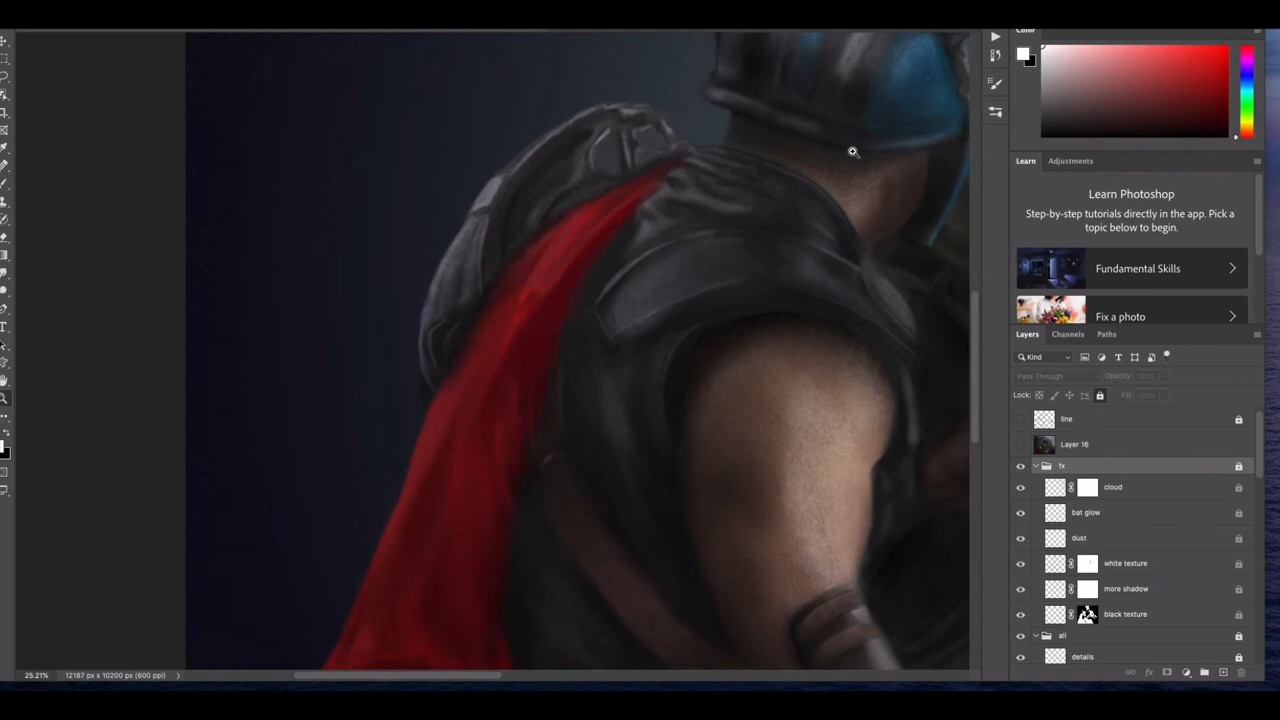 Color
Learn Adjustments
Learn Photoshop
Step-by-step tutorials directly in the app. Pick a
topic below to begin.
Fundamental Skills
Fix a photo
Layers Channels Paths
Kind
Pass Through Opacity: 100%
Lock: Fill: 100%
line
Layer 16
fx
cloud
bat glow
dust
white texture
more shadow
black texture
all
details
25.21% 12187 px x 10200 px (600 ppi)